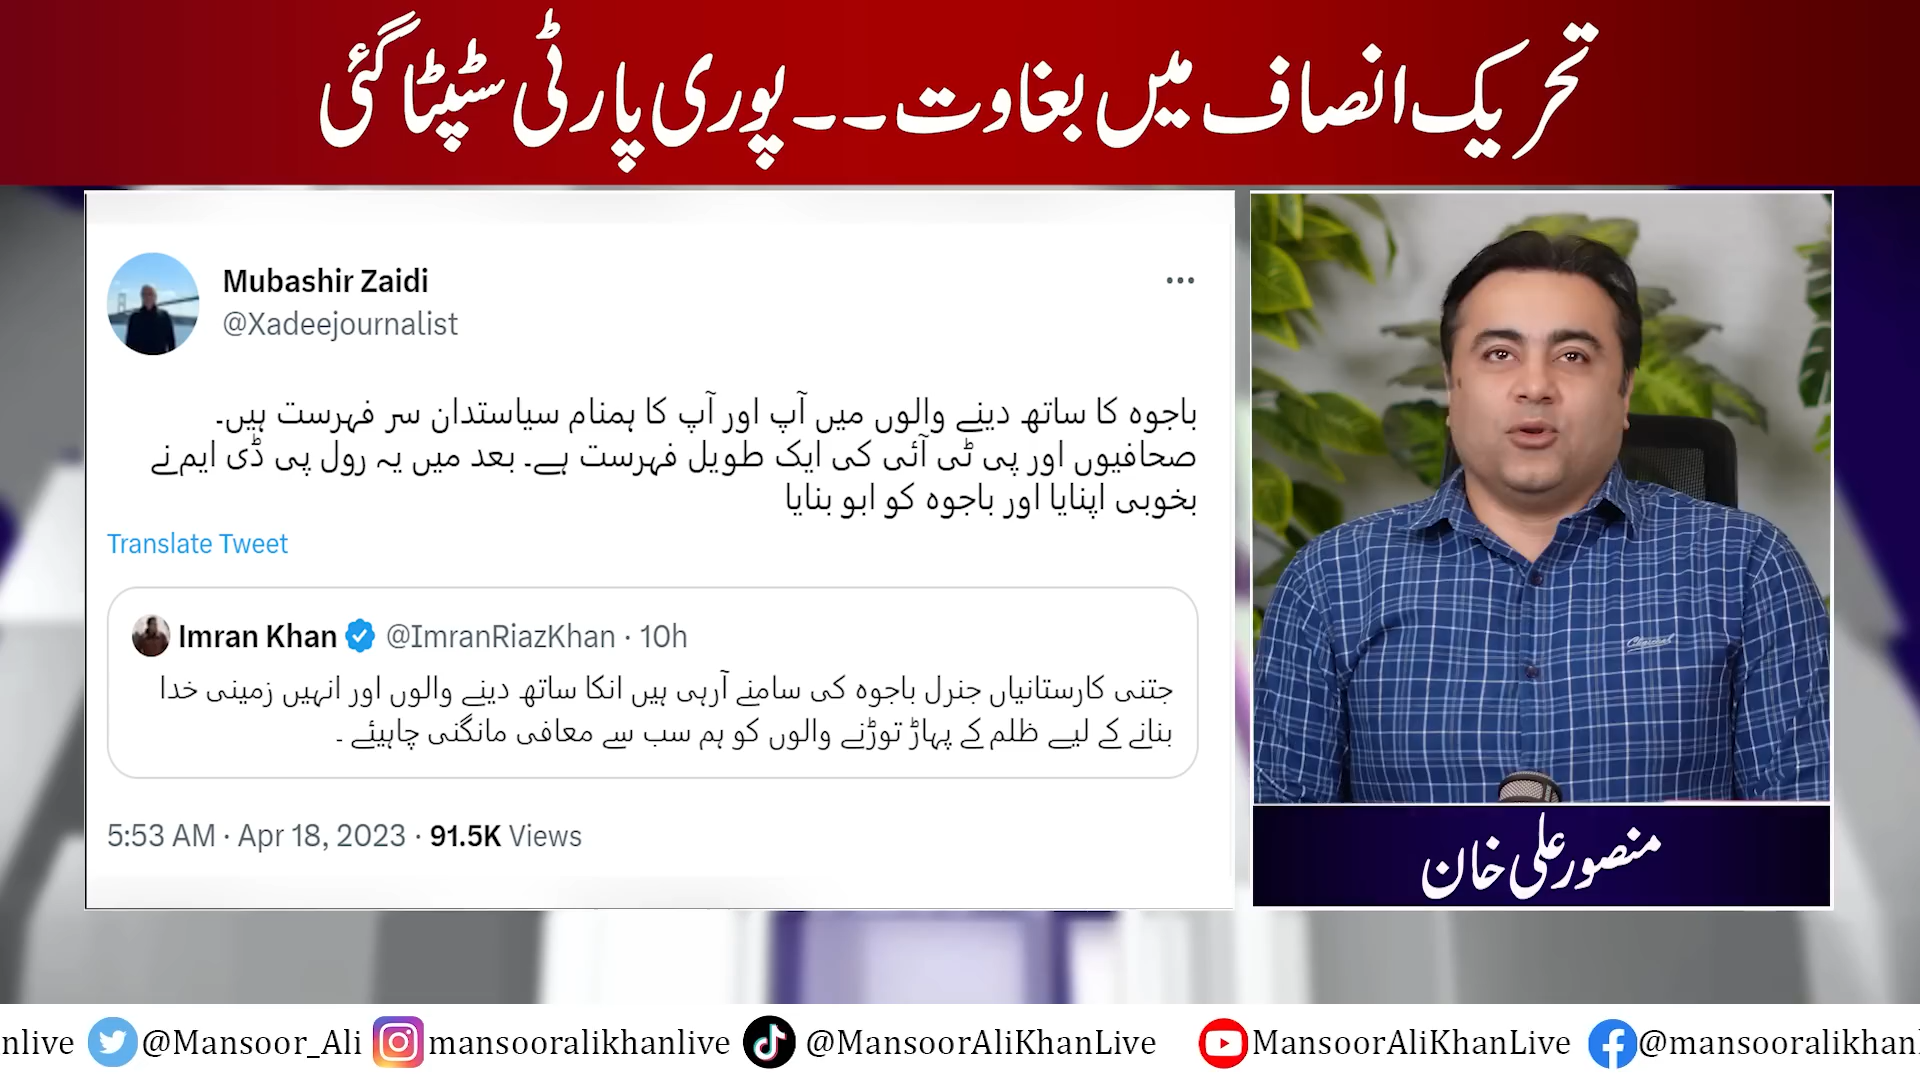 تحریک انصاف میں بغاوت۔۔پوری پارٹی سٹپٹا گئی
Mubashir Zaidi
@Xadeejournalist
باجوہ کا ساتھ دینے والوں میں آپ اور آپ کا ہمنام سیاستدان سر فہرست ہیں۔
صحافیوں اور پی ٹی آئی کی ایک طویل فہرست ہے۔ بعد میں یہ رول پی ڈی ایم نے
بخوبی اپنایا اور باجوہ کو ابو بنایا
Translate Tweet
Imran Khan @ImranRiazKhan · 10h
جتنی کارستانیاں جنرل باجوہ کی سامنے آرہی ہیں انکا ساتھ دینے والوں اور انہیں زمینی خدا
بنانے کے لیے ظلم کے پہاڑ توڑنے والوں کو ہم سب سے معافی مانگنی چاہیئے ۔
5:53 AM · Apr 18, 2023 · 91.5K Views
Charcoal
منصور علی خان
nlive @Mansoor_Ali mansooralikhanlive @MansoorAliKhanLive MansoorAliKhanLive @mansooralikhan